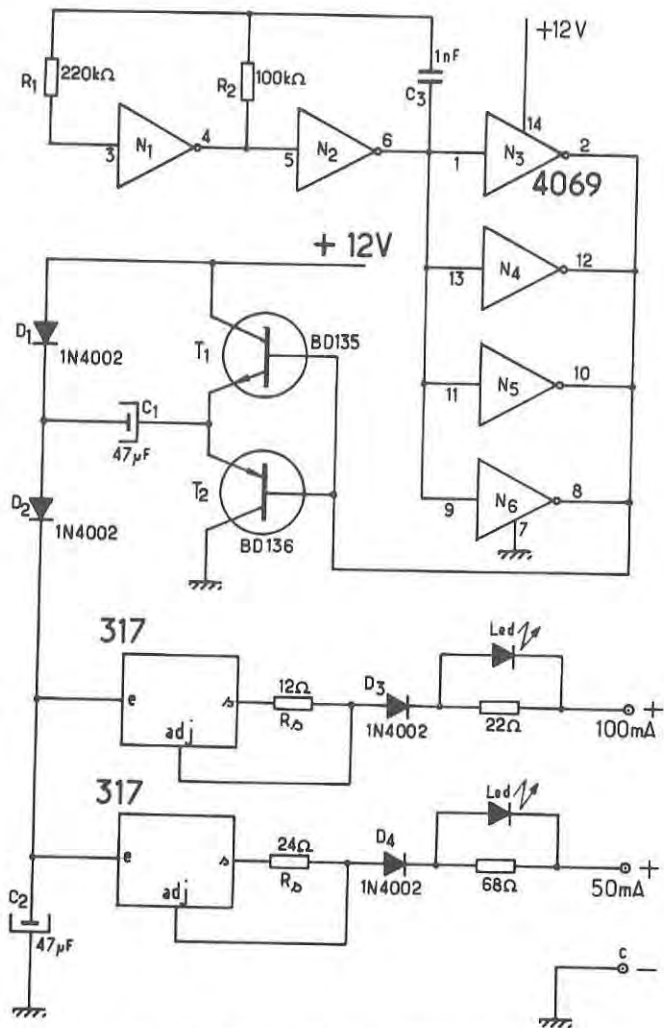 1nF
+12V
R1
220kΩ
R2
100kΩ
C3
14
3
N1
4
5
N2
6
1
N3
2
4069
+ 12V
13
N4
12
D1
1N4002
T1
BD135
C1
47µF
11
N5
10
D2
1N4002
T2
BD136
9
N6
8
7
317
Led
e
s
12Ω
Rs
D3
1N4002
22Ω
+
100mA
adj
317
Led
e
s
24Ω
Rs
D4
1N4002
68Ω
+
50mA
adj
C2
47µF
c
−